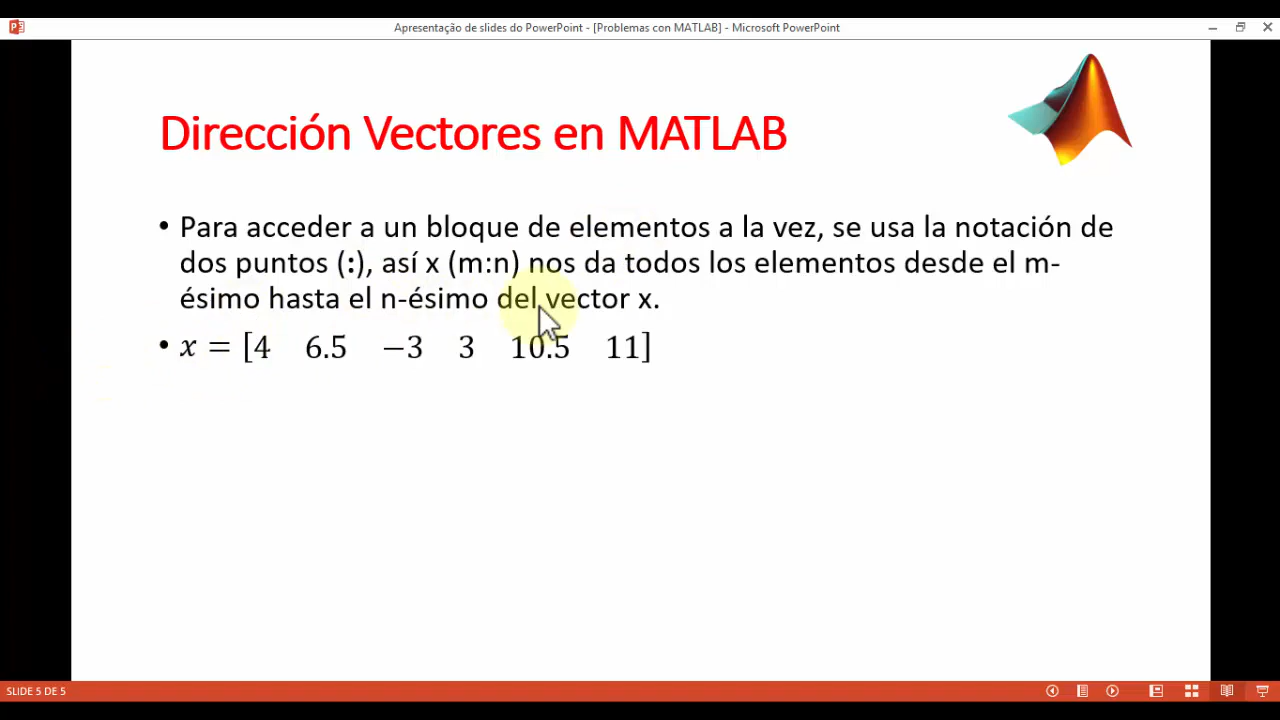 Apresentação de slides do PowerPoint - [Problemas con MATLAB] - Microsoft PowerPoint
Dirección Vectores en MATLAB
• Para acceder a un bloque de elementos a la vez, se usa la notación de
dos puntos (:), así x (m:n) nos da todos los elementos desde el m-
ésimo hasta el n-ésimo del vector x.
• x = [4 6.5 −3 3 10.5 11]
SLIDE 5 DE 5